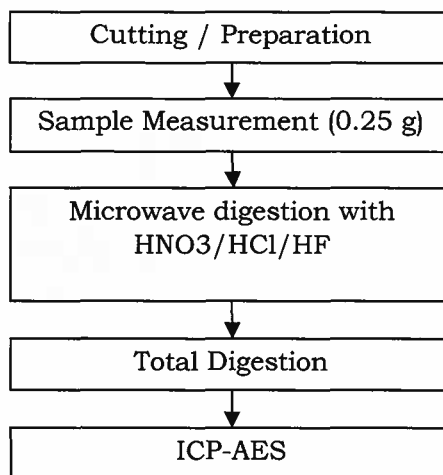 Cutting / Preparation
Sample Measurement (0.25 g)
Microwave digestion with
HNO3/HCl/HF
Total Digestion
ICP-AES